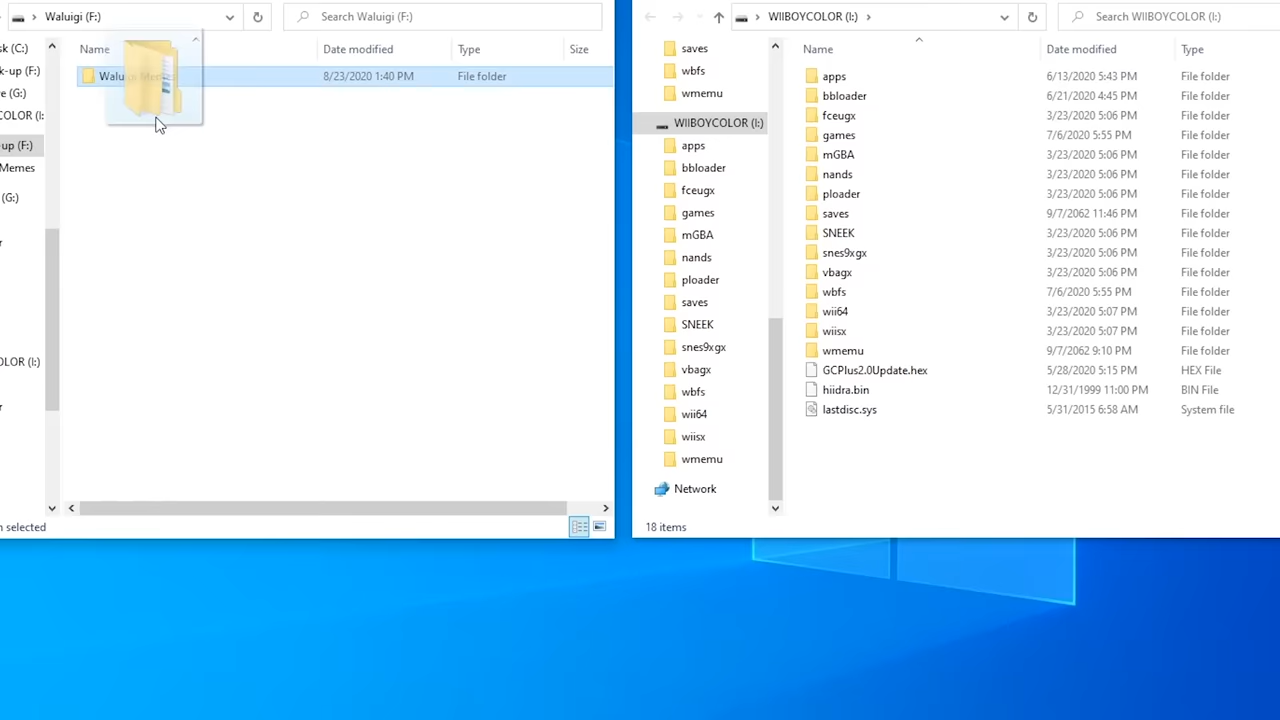 Waluigi (F:)
Search Waluigi (F:)
sk (C:)
k-up (F:)
ve (G:)
COLOR (I:
-up (F:)
Memes
(G:)
r
OLOR (I:)
r
Name Date modified Type Size
Waluigi Memes 8/23/2020 1:40 PM File folder
selected
WIIBOYCOLOR (I:)
Search WIIBOYCOLOR (I:)
saves
wbfs
wmemu
WIIBOYCOLOR (I:)
apps
bbloader
fceugx
games
mGBA
nands
ploader
saves
SNEEK
snes9xgx
vbagx
wbfs
wii64
wiisx
wmemu
Network
Name Date modified Type
apps 6/13/2020 5:43 PM File folder
bbloader 6/21/2020 4:45 PM File folder
fceugx 3/23/2020 5:06 PM File folder
games 7/6/2020 5:55 PM File folder
mGBA 3/23/2020 5:06 PM File folder
nands 3/23/2020 5:06 PM File folder
ploader 3/23/2020 5:06 PM File folder
saves 9/7/2062 11:46 PM File folder
SNEEK 3/23/2020 5:06 PM File folder
snes9xgx 3/23/2020 5:06 PM File folder
vbagx 3/23/2020 5:06 PM File folder
wbfs 7/6/2020 5:55 PM File folder
wii64 3/23/2020 5:07 PM File folder
wiisx 3/23/2020 5:07 PM File folder
wmemu 9/7/2062 9:10 PM File folder
GCPlus2.0Update.hex 5/28/2020 5:15 PM HEX File
hiidra.bin 12/31/1999 11:00 PM BIN File
lastdisc.sys 5/31/2015 6:58 AM System file
18 items